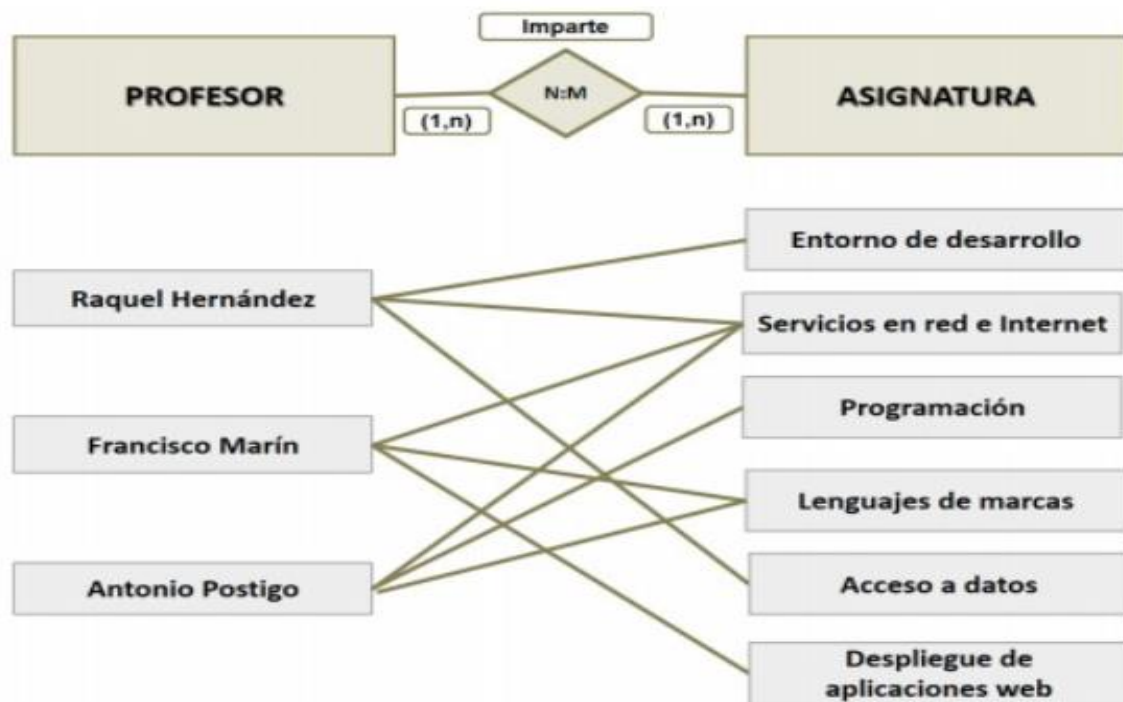 Imparte
PROFESOR
N:M
ASIGNATURA
(1,n)
(1,n)
Entorno de desarrollo
Raquel Hernández
Servicios en red e Internet
Programación
Francisco Marín
Lenguajes de marcas
Antonio Postigo
Acceso a datos
Despliegue de
aplicaciones web